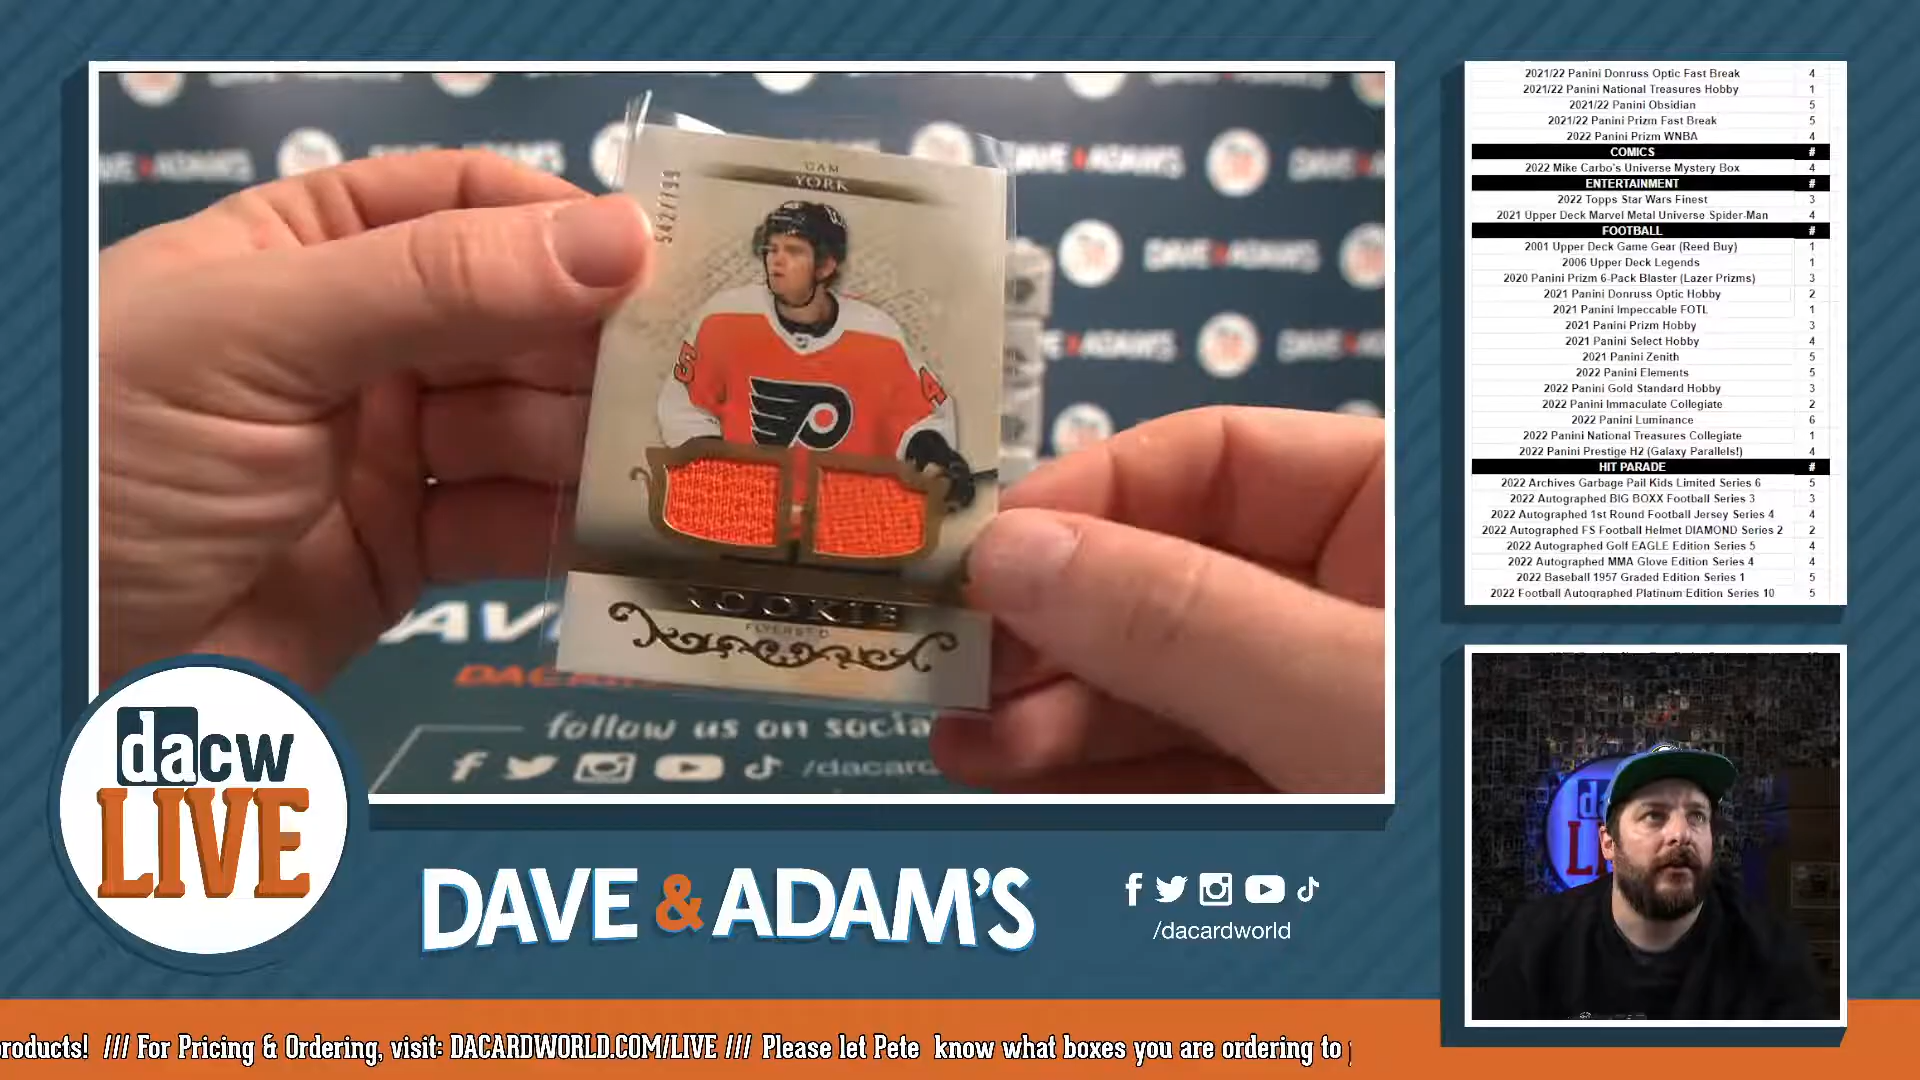 DAVE & ADAM'S
DAVE & ADAM'S
CAM
YORK
45
ROOKIE
FLYERS D
follow us on socia
/dacard
dacw
LIVE
DAVE & ADAM'S
/dacardworld
2021/22 Panini Donruss Optic Fast Break 4
2021/22 Panini National Treasures Hobby 1
2021/22 Panini Obsidian 5
2021/22 Panini Prizm Fast Break 5
2022 Panini Prizm WNBA 4
COMICS #
2022 Mike Carbo's Universe Mystery Box 4
ENTERTAINMENT #
2022 Topps Star Wars Finest 3
2021 Upper Deck Marvel Metal Universe Spider-Man 4
FOOTBALL #
2001 Upper Deck Game Gear (Reed Buy) 1
2006 Upper Deck Legends 1
2020 Panini Prizm 6-Pack Blaster (Lazer Prizms) 3
2021 Panini Donruss Optic Hobby 2
2021 Panini Impeccable FOTL 1
2021 Panini Prizm Hobby 3
2021 Panini Select Hobby 4
2021 Panini Zenith 5
2022 Panini Elements 5
2022 Panini Gold Standard Hobby 3
2022 Panini Immaculate Collegiate 2
2022 Panini Luminance 6
2022 Panini National Treasures Collegiate 1
2022 Panini Prestige H2 (Galaxy Parallels!) 4
HIT PARADE #
2022 Archives Garbage Pail Kids Limited Series 6 5
2022 Autographed BIG BOXX Football Series 3 3
2022 Autographed 1st Round Football Jersey Series 4 4
2022 Autographed FS Football Helmet DIAMOND Series 2 2
2022 Autographed Golf EAGLE Edition Series 5 4
2022 Autographed MMA Glove Edition Series 4 4
2022 Baseball 1957 Graded Edition Series 1 5
2022 Football Autographed Platinum Edition Series 10 5
roducts! /// For Pricing & Ordering, visit: DACARDWORLD.COM/LIVE /// Please let Pete know what boxes you are ordering to